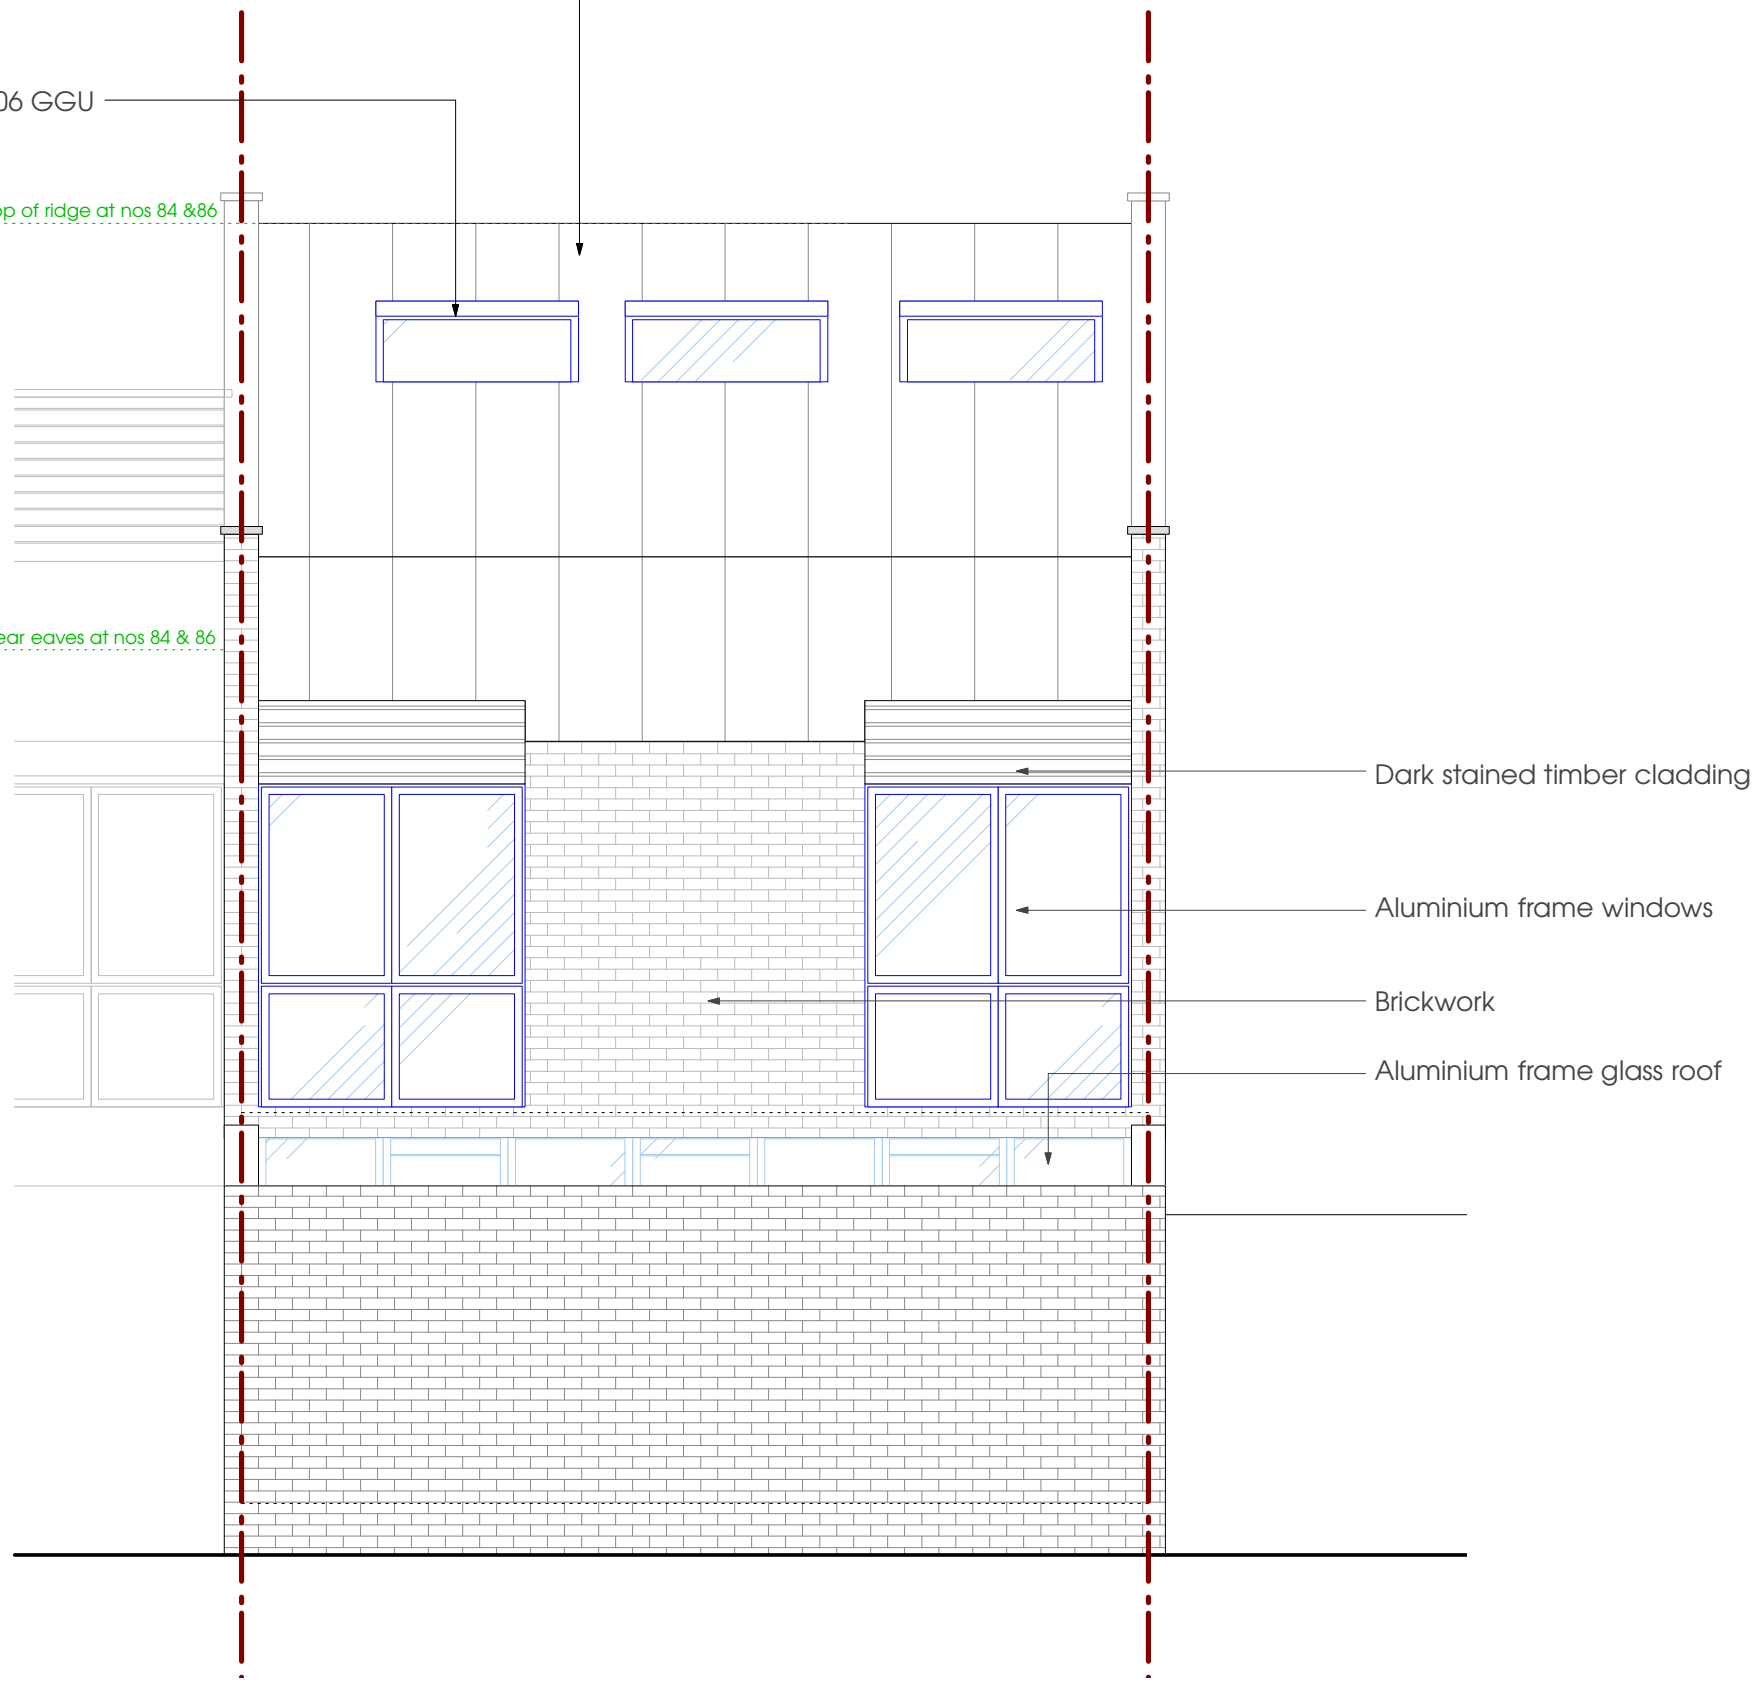 06 GGU
op of ridge at nos 84 &86
ear eaves at nos 84 & 86
Dark stained timber cladding
Aluminium frame windows
Brickwork
Aluminium frame glass roof